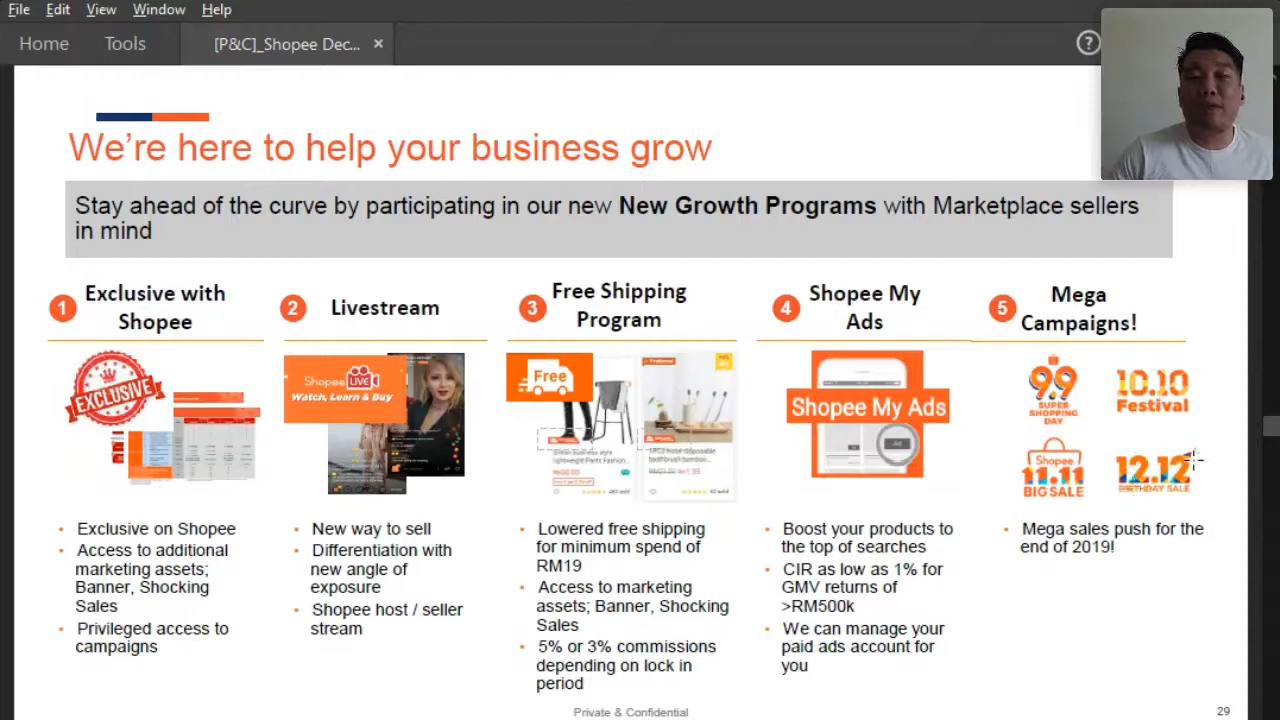 File Edit View Window Help
Home Tools [P&C]_Shopee Dec... ×
We're here to help your business grow
Stay ahead of the curve by participating in our new New Growth Programs with Marketplace sellers
in mind
1 Exclusive with
Shopee
EXCLUSIVE
Exclusive on Shopee
Access to additional
marketing assets;
Banner, Shocking
Sales
Privileged access to
campaigns
2 Livestream
Shopee LIVE
Watch, Learn & Buy
New way to sell
Differentiation with
new angle of
exposure
Shopee host / seller
stream
3 Free Shipping
Program
Free
Lowered free shipping
for minimum spend of
RM19
Access to marketing
assets; Banner, Shocking
Sales
5% or 3% commissions
depending on lock in
period
4 Shopee My
Ads
Shopee My Ads
Ad
Boost your products to
the top of searches
CIR as low as 1% for
GMV returns of
>RM500k
We can manage your
paid ads account for
you
5 Mega
Campaigns!
9.9
SUPER
SHOPPING
DAY
10.10
Festival
Shopee
11.11
BIG SALE
12.12
BIRTHDAY SALE
Mega sales push for the
end of 2019!
Private & Confidential
29